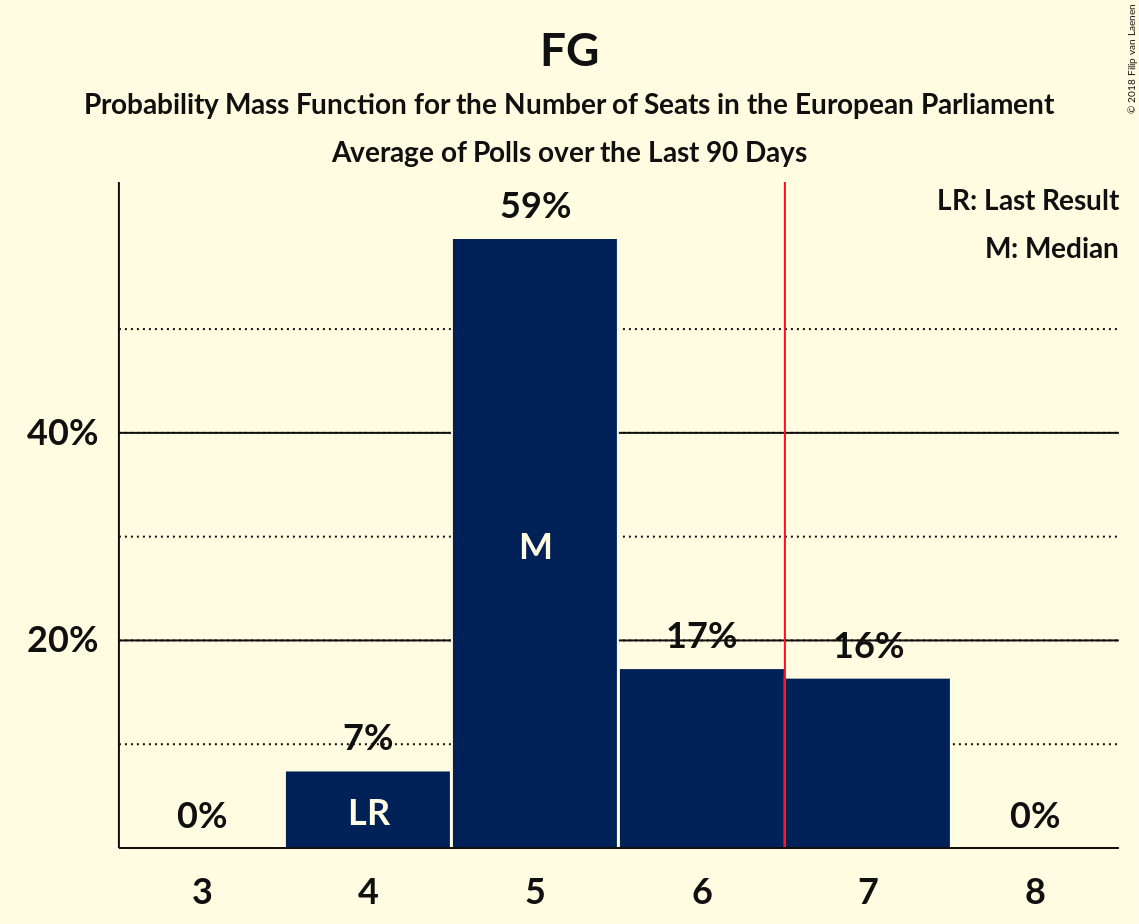 FG
Probability Mass Function for the Number of Seats in the European Parliament
Average of Polls over the Last 90 Days
© 2018 Filip van Laenen
LR: Last Result
M: Median
59%
40%
M
20%
17%
16%
7%
LR
0%
0%
3 4 5 6 7 8